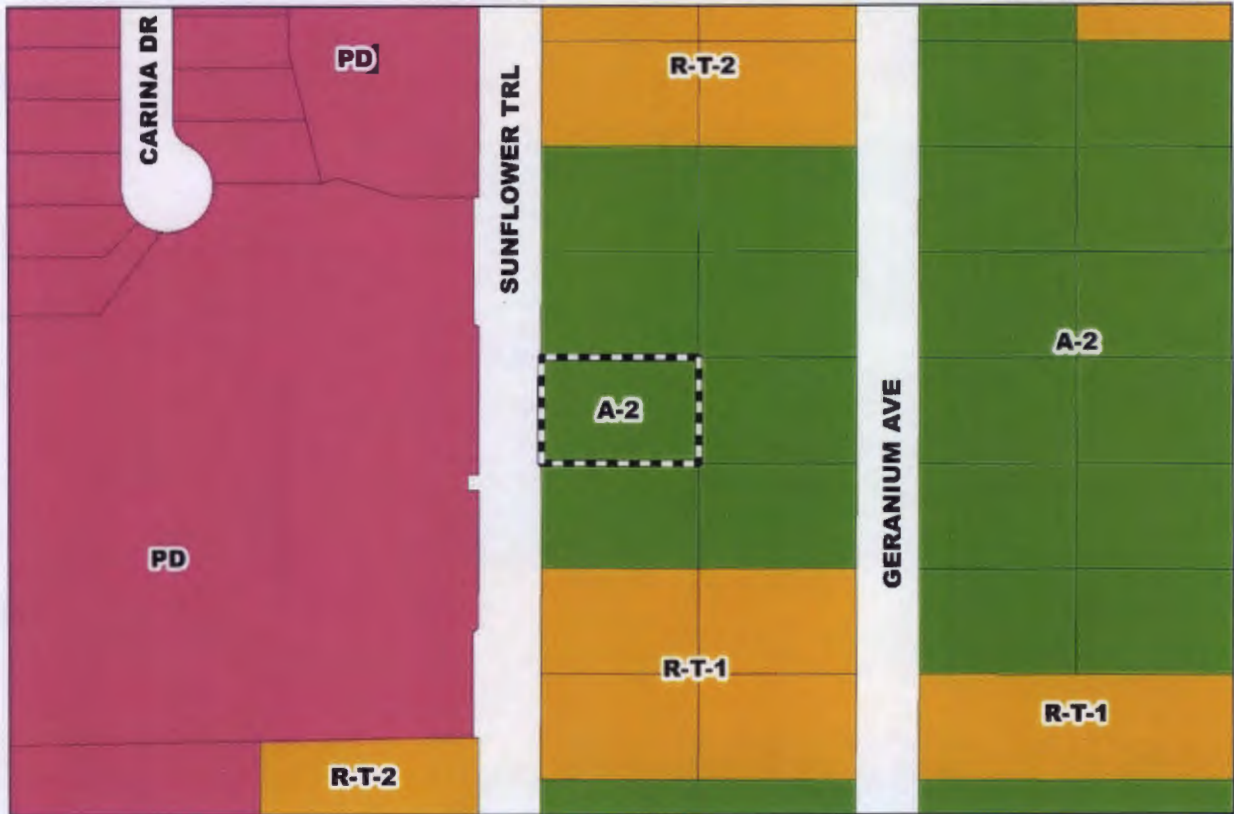 CARINA DR
PD
SUNFLOWER TRL
R-T-2
A-2
A-2
GERANIUM AVE
PD
R-T-1
R-T-1
R-T-2